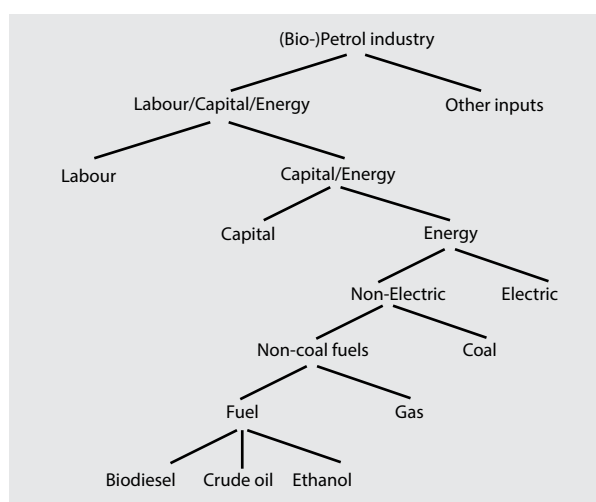 (Bio-)Petrol industry
Labour/Capital/Energy
Other inputs
Labour
Capital/Energy
Capital
Energy
Non-Electric
Electric
Non-coal fuels
Coal
Fuel
Gas
Biodiesel
Crude oil
Ethanol